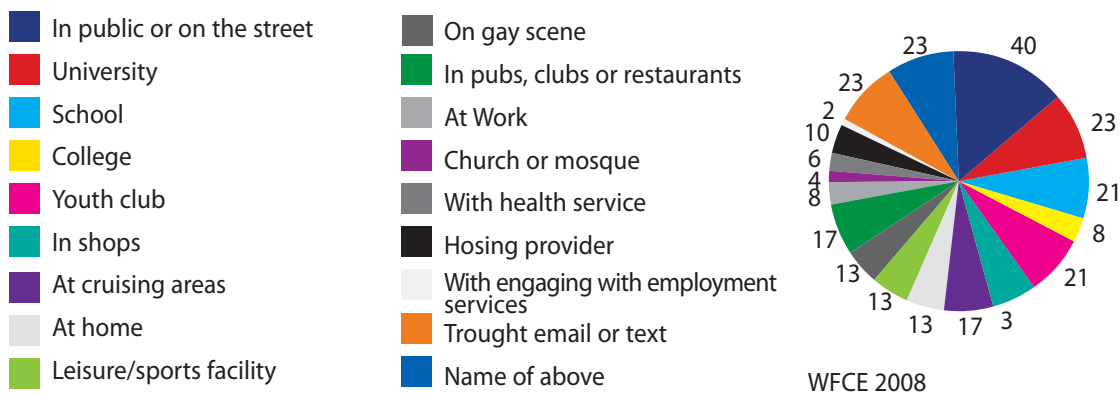 In public or on the street
University
School
College
Youth club
In shops
At cruising areas
At home
Leisure/sports facility
On gay scene
In pubs, clubs or restaurants
At Work
Church or mosque
With health service
Hosing provider
With engaging with employment
services
Trought email or text
Name of above
40
23
21
8
21
3
17
13
13
13
17
8
4
6
10
2
23
23
WFCE 2008